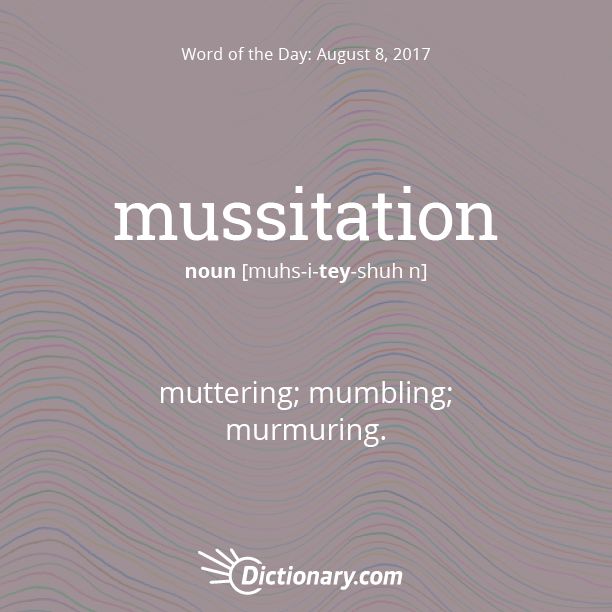 Word of the Day: August 8, 2017
mussitation
noun [muhs-i-tey-shuh n]
muttering; mumbling;
murmuring.
Dictionary.com